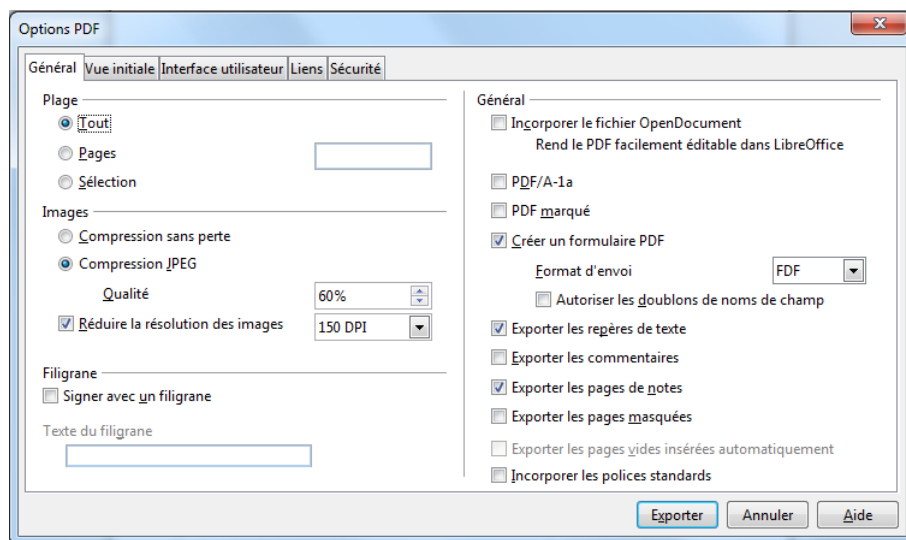 Options PDF
Général Vue initiale Interface utilisateur Liens Sécurité
Plage
Tout
Pages
Sélection
Images
Compression sans perte
Compression JPEG
Qualité 60%
Réduire la résolution des images 150 DPI
Filigrane
Signer avec un filigrane
Texte du filigrane
Général
Incorporer le fichier OpenDocument
Rend le PDF facilement éditable dans LibreOffice
PDF/A-1a
PDF marqué
Créer un formulaire PDF
Format d'envoi FDF
Autoriser les doublons de noms de champ
Exporter les repères de texte
Exporter les commentaires
Exporter les pages de notes
Exporter les pages masquées
Exporter les pages vides insérées automatiquement
Incorporer les polices standards
Exporter Annuler Aide